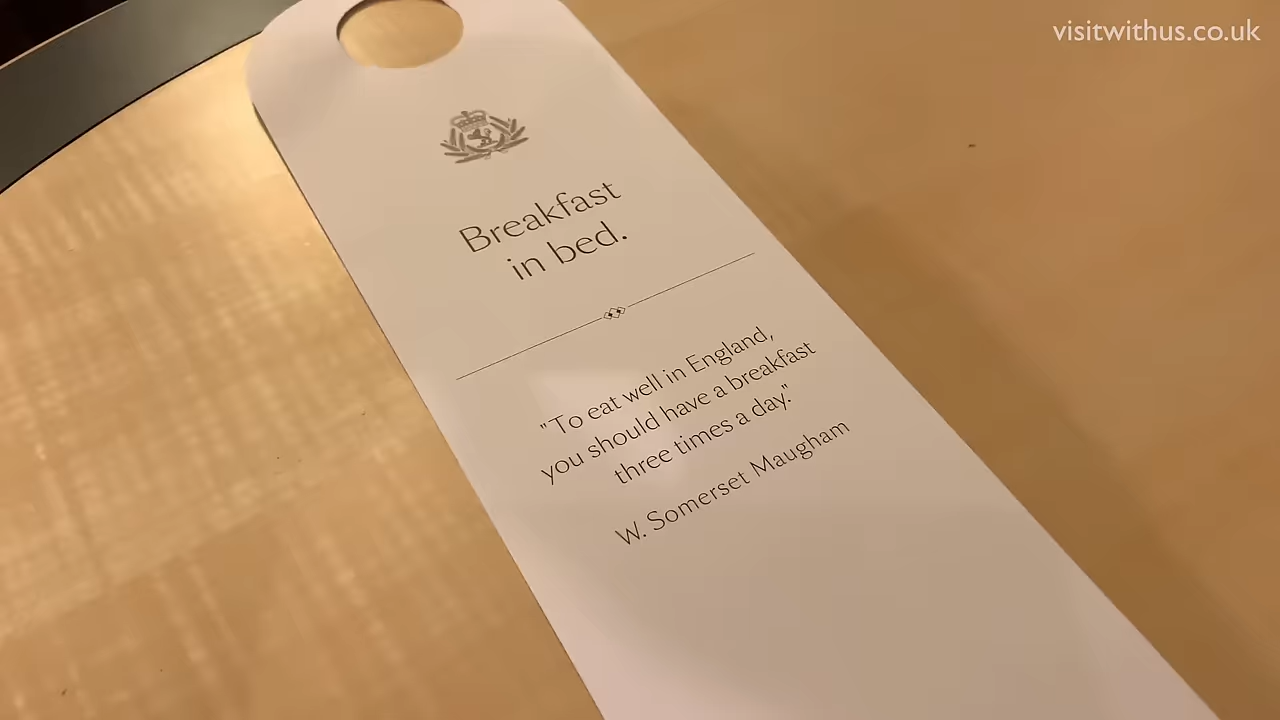 visitwithus.co.uk
Breakfast
in bed.
"To eat well in England,
you should have a breakfast
three times a day."
W. Somerset Maugham